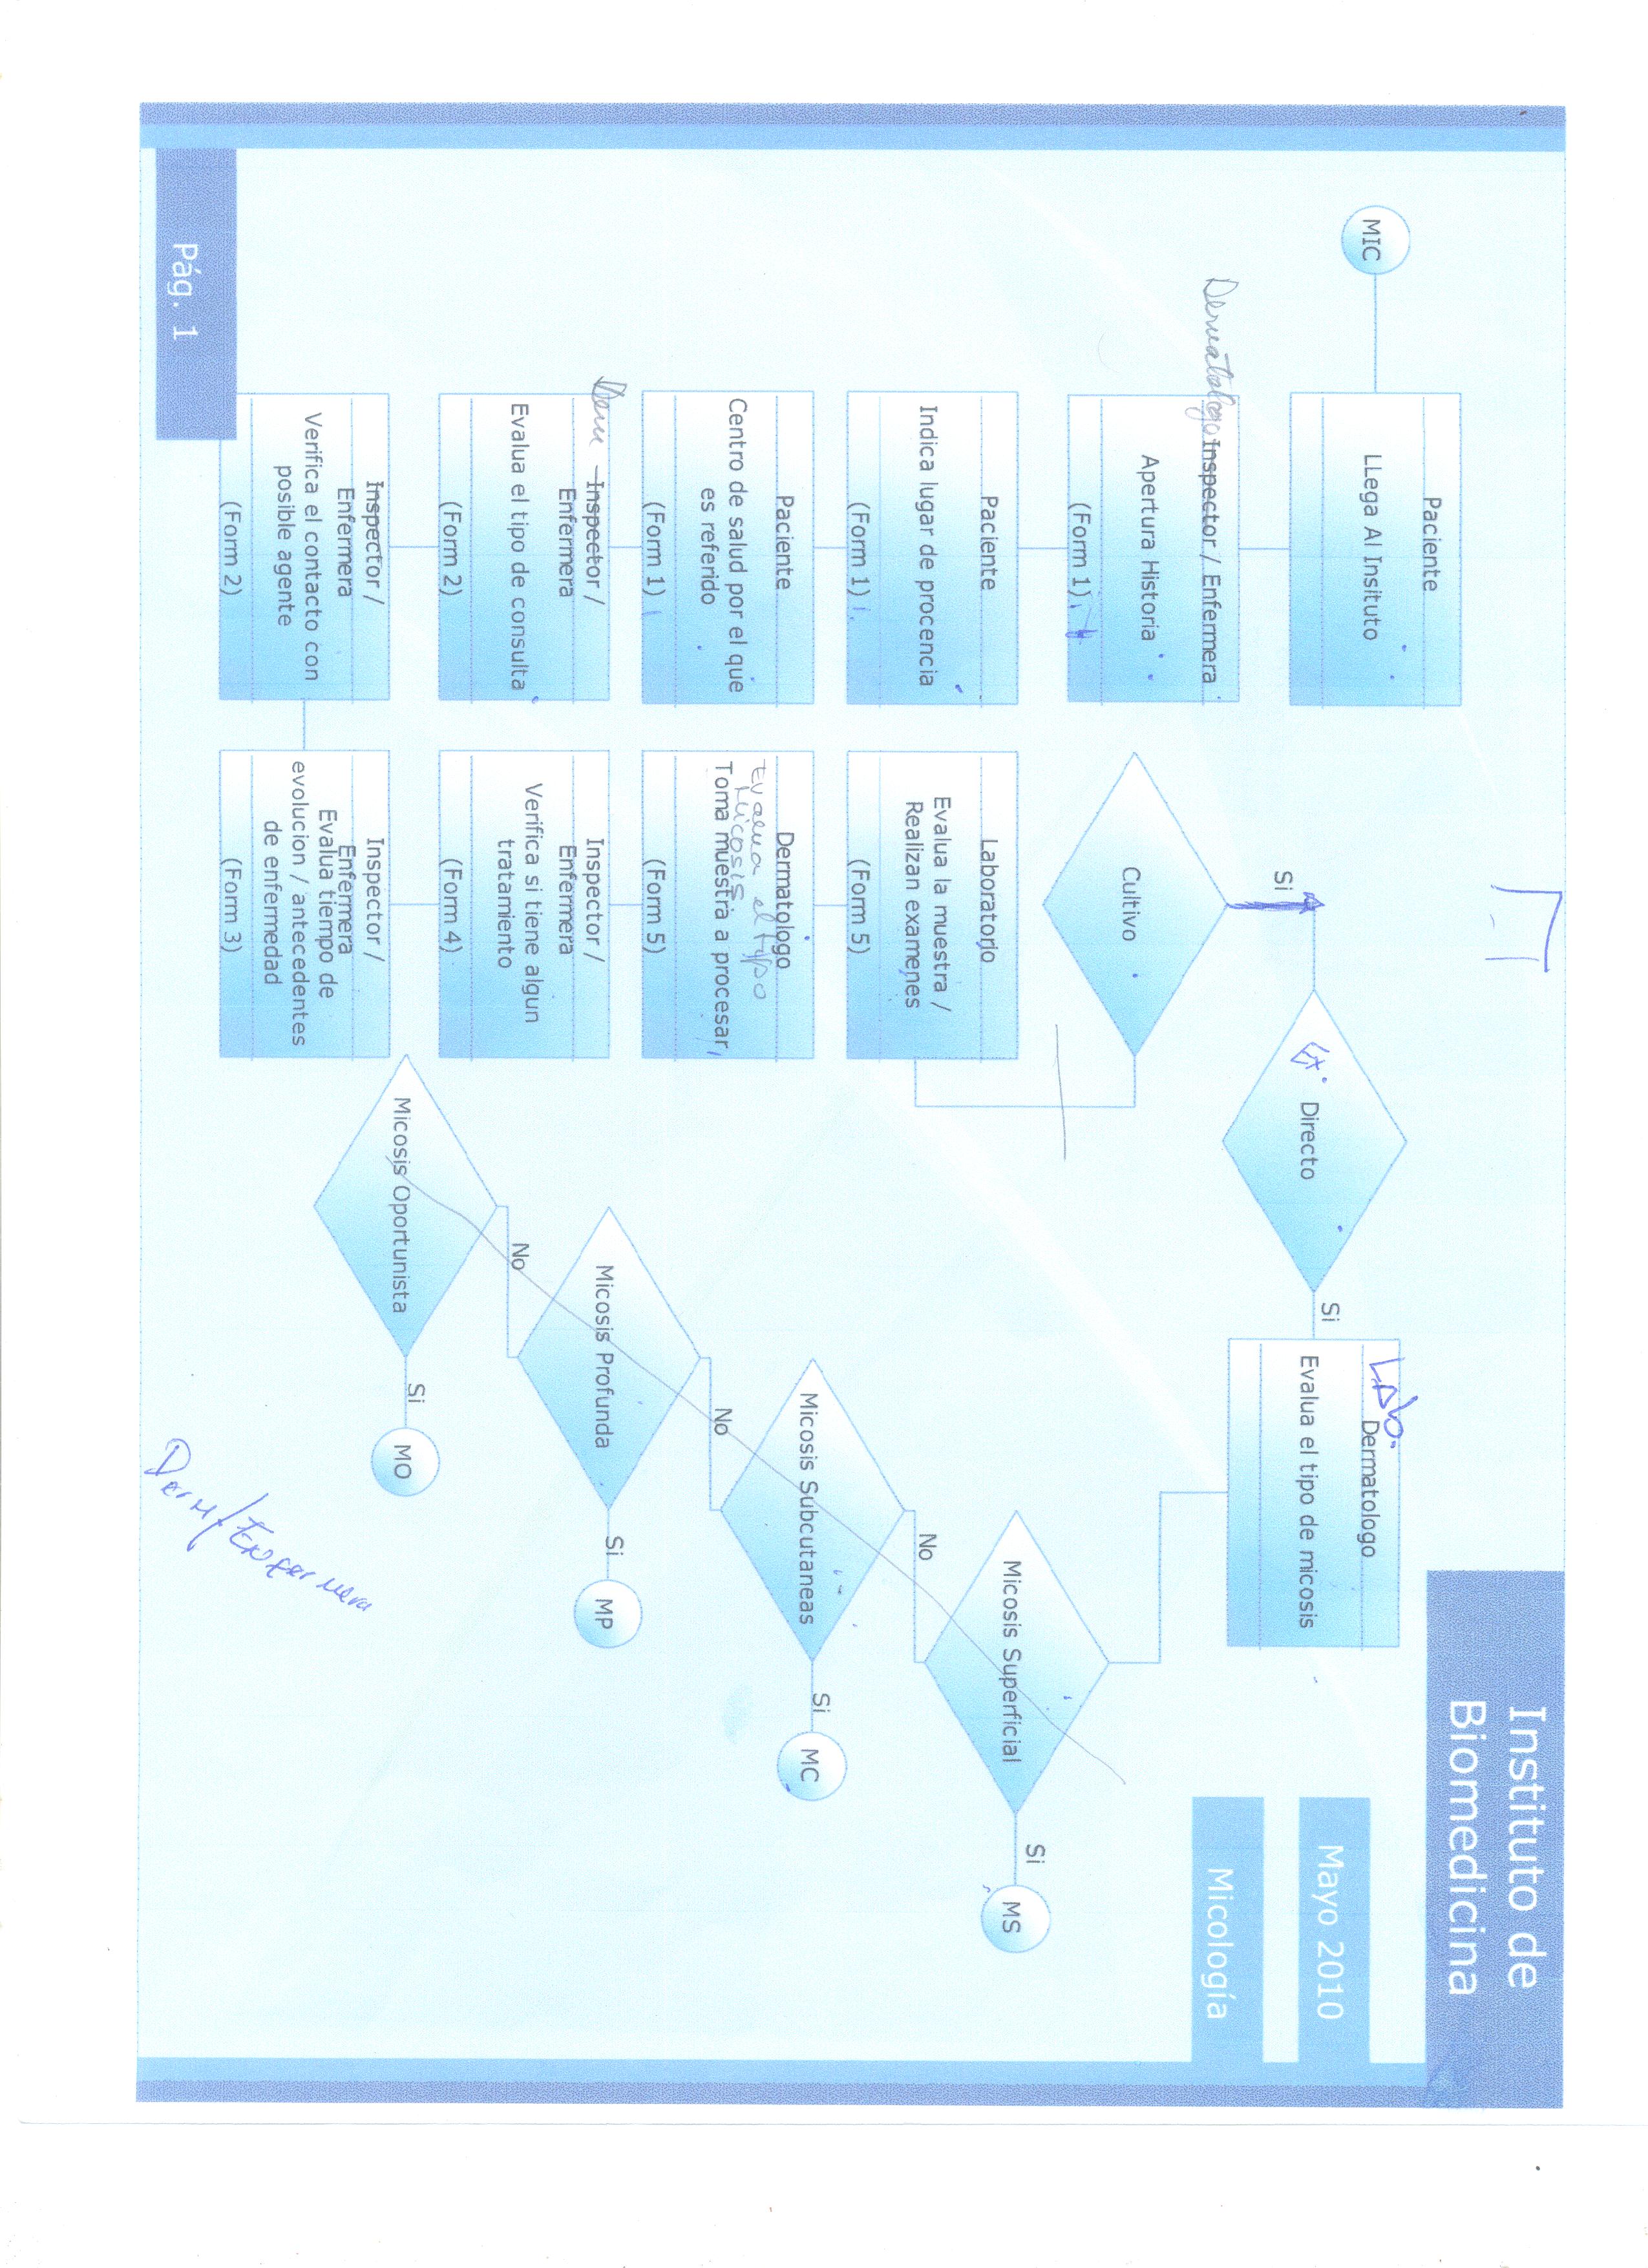 Instituto de
Biomedicina
Mayo 2010
Micología
MIC
Paciente
LLega Al Insituto
Dermatologo Inspector / Enfermera
Apertura Historia
(Form 1)
Paciente
Indica lugar de procencia
(Form 1)
Paciente
Centro de salud por el que
es referido
(Form 1)
Derm Inspector /
Enfermera
Evalua el tipo de consulta
(Form 2)
Inspector /
Enfermera
Verifica el contacto con
posible agente
(Form 2)
Inspector /
Enfermera
Evalua tiempo de
evolucion / antecedentes
de enfermedad
(Form 3)
Inspector /
Enfermera
Verifica si tiene algun
tratamiento
(Form 4)
Dermatologo
Evalua el tipo
micosis
Toma muestra a procesar
(Form 5)
Laboratorio
Evalua la muestra /
Realizan examenes
(Form 5)
Cultivo
Si
Ex. Directo
Si
Labo.
Dermatologo
Evalua el tipo de micosis
Micosis Superficial
Si
MS
No
Micosis Subcutaneas
Si
MC
No
Micosis Profunda
Si
MP
No
Micosis Oportunista
Si
MO
Derm/Enfermera
Pág. 1